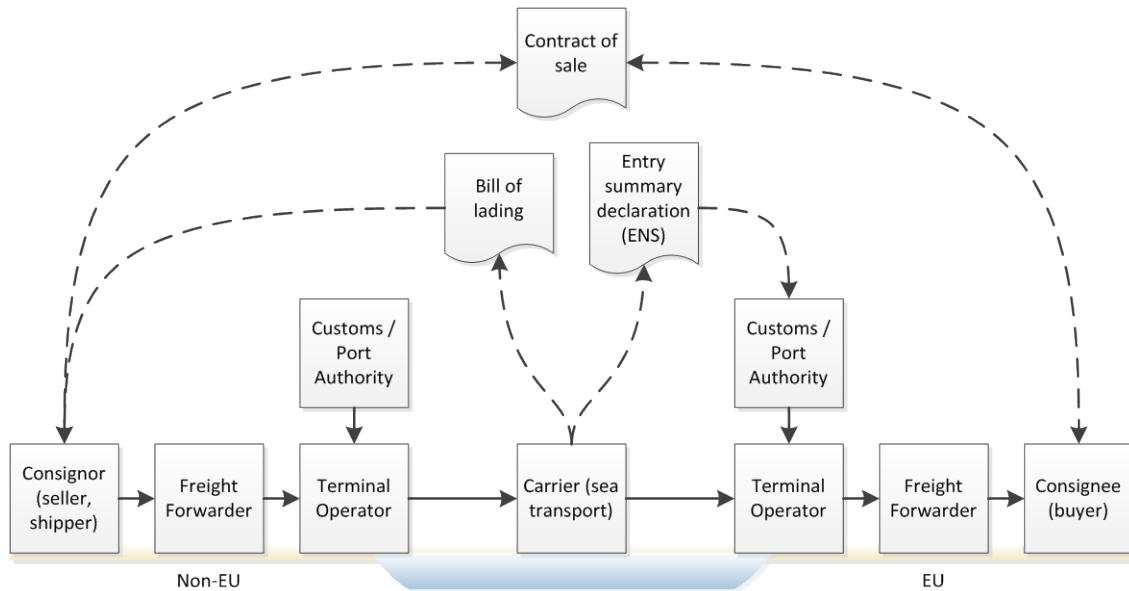 Contract of
sale
Bill of
lading
Entry
summary
declaration
(ENS)
Customs /
Port
Authority
Customs /
Port
Authority
Consignor
(seller,
shipper)
Freight
Forwarder
Terminal
Operator
Carrier (sea
transport)
Terminal
Operator
Freight
Forwarder
Consignee
(buyer)
Non-EU
EU